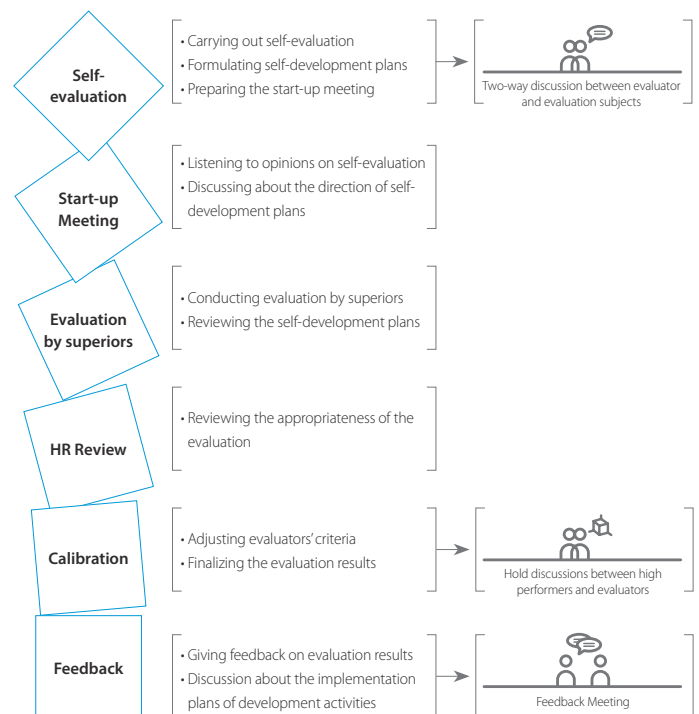 Self-
evaluation
• Carrying out self-evaluation
• Formulating self-development plans
• Preparing the start-up meeting
Two-way discussion between evaluator
and evaluation subjects
Start-up
Meeting
• Listening to opinions on self-evaluation
• Discussing about the direction of self-
development plans
Evaluation
by superiors
• Conducting evaluation by superiors
• Reviewing the self-development plans
HR Review
• Reviewing the appropriateness of the
evaluation
Calibration
• Adjusting evaluators’ criteria
• Finalizing the evaluation results
Hold discussions between high
performers and evaluators
Feedback
• Giving feedback on evaluation results
• Discussion about the implementation
plans of development activities
Feedback Meeting